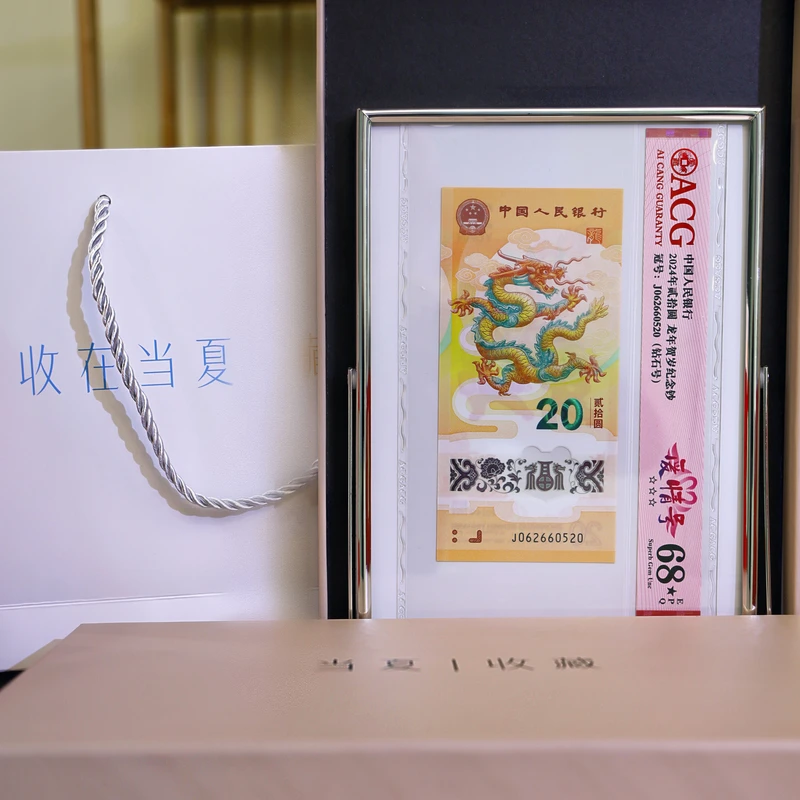 收在当夏
中国人民银行
20
贰拾圆
J062660520
ACG
AI CANG GUARANTY
中国人民银行
2024年贰拾圆 龙年贺岁纪念钞
冠号：J062660520（钻石号）
爱情号
☆☆☆
68★
EPQ
Superb Gem Unc
当夏 | 收藏